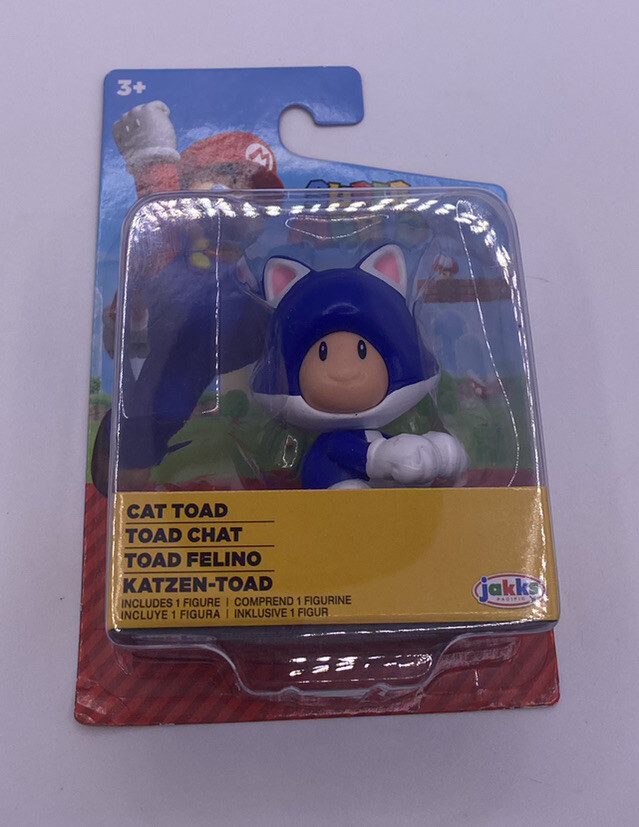 3+
M
CAT TOAD
TOAD CHAT
TOAD FELINO
KATZEN-TOAD
INCLUDES 1 FIGURE | COMPREND 1 FIGURINE
INCLUYE 1 FIGURA | INKLUSIVE 1 FIGUR
jakks
PACIFIC